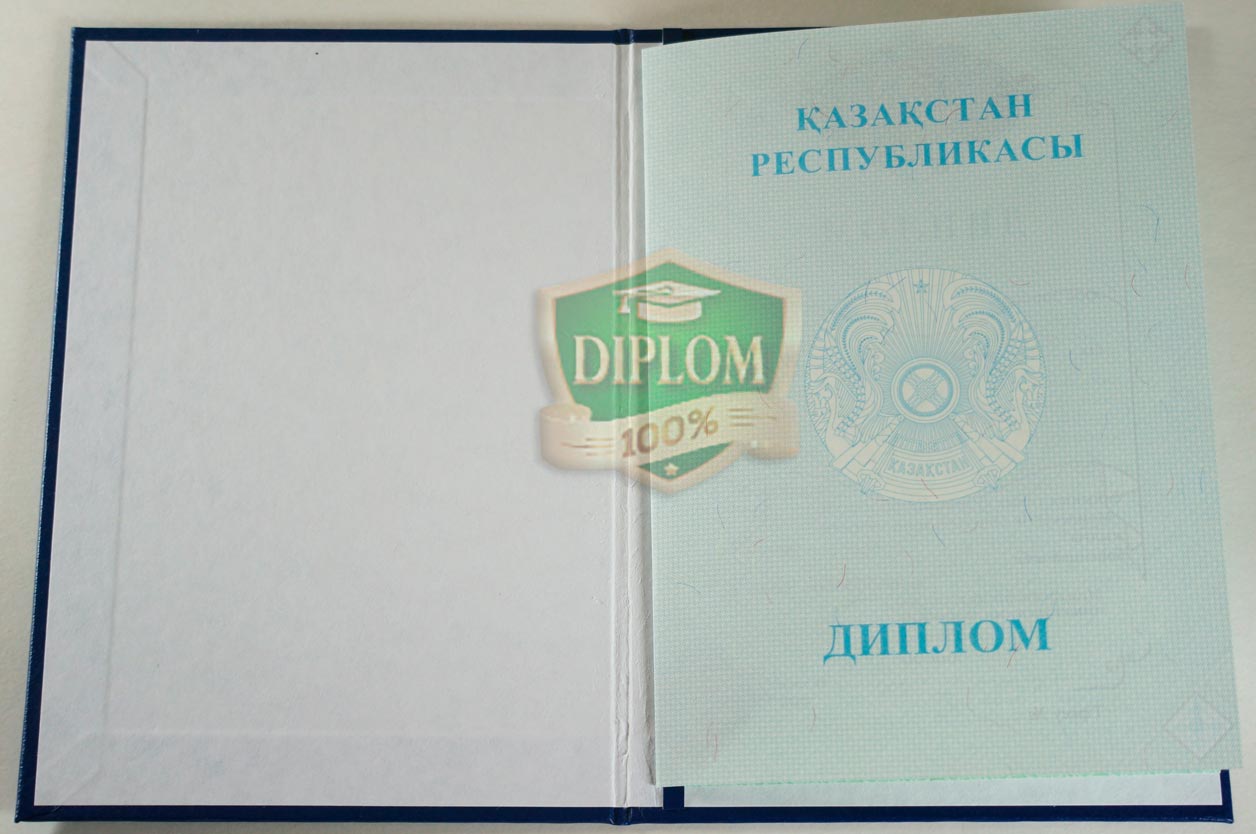 ҚАЗАҚСТАН
РЕСПУБЛИКАСЫ
DIPLOM
100%
ҚАЗАҚСТАН
ДИПЛОМ